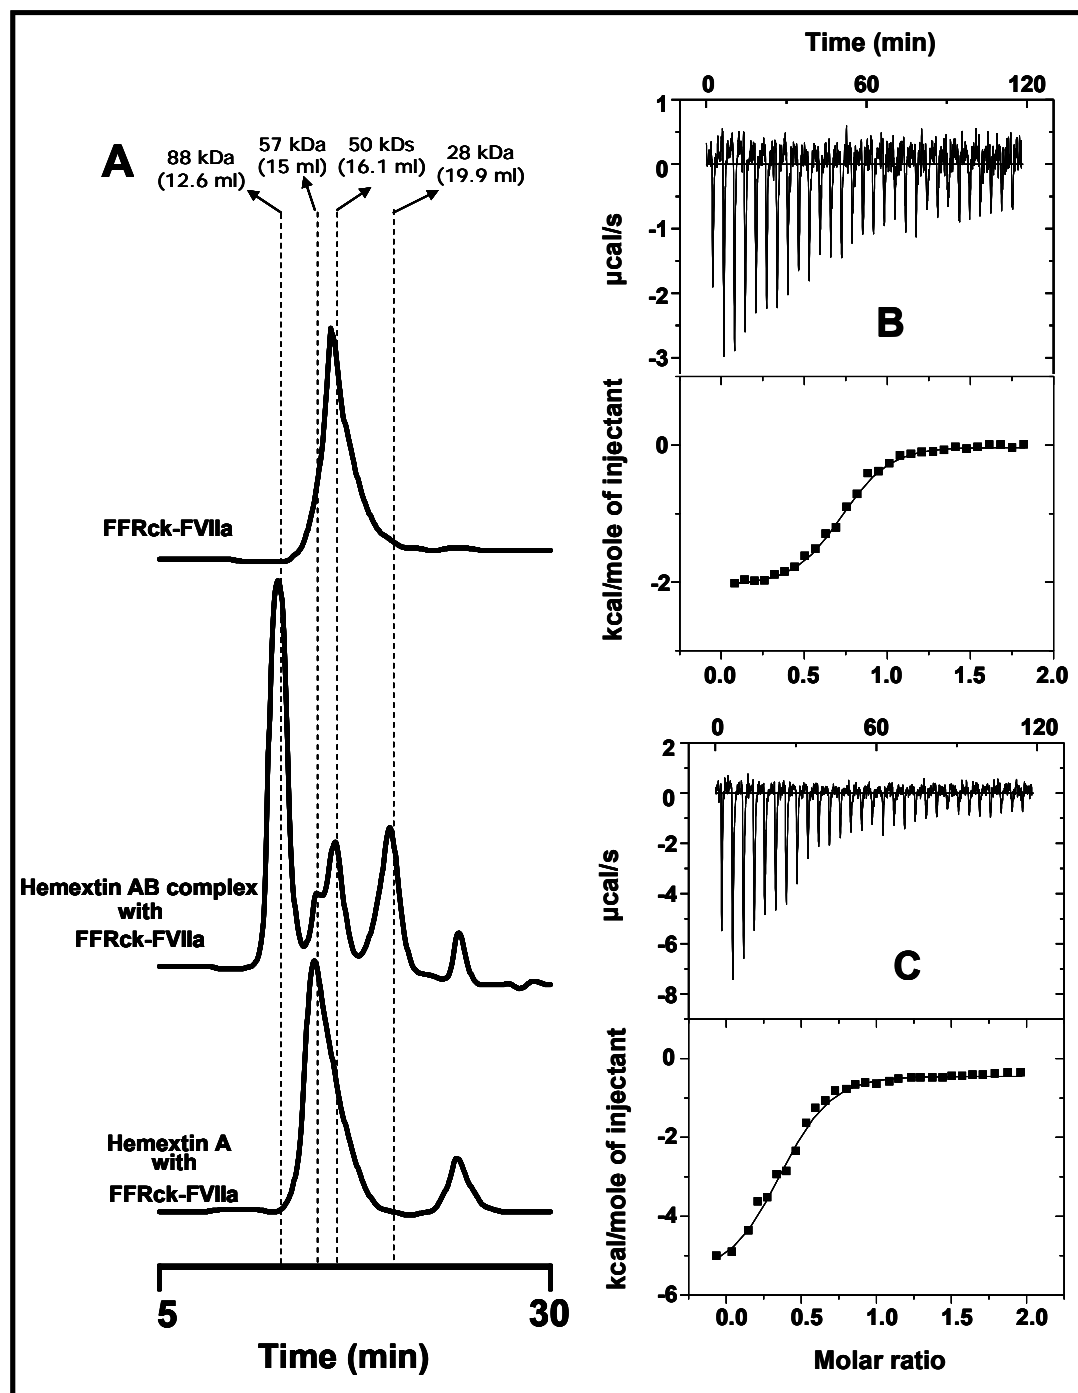 A
88 kDa
(12.6 ml)
57 kDa
(15 ml)
50 kDs
(16.1 ml)
28 kDa
(19.9 ml)
FFRck-FVIIa
Hemextin AB complex
with
FFRck-FVIIa
Hemextin A
with
FFRck-FVIIa
5
30
Time (min)
Time (min)
0
60
120
1
0
-1
-2
-3
µcal/s
B
0
-2
kcal/mole of injectant
0.0
0.5
1.0
1.5
2.0
0
60
120
2
0
-2
-4
-6
-8
µcal/s
C
0
-2
-4
-6
kcal/mole of injectant
0.0
0.5
1.0
1.5
2.0
Molar ratio